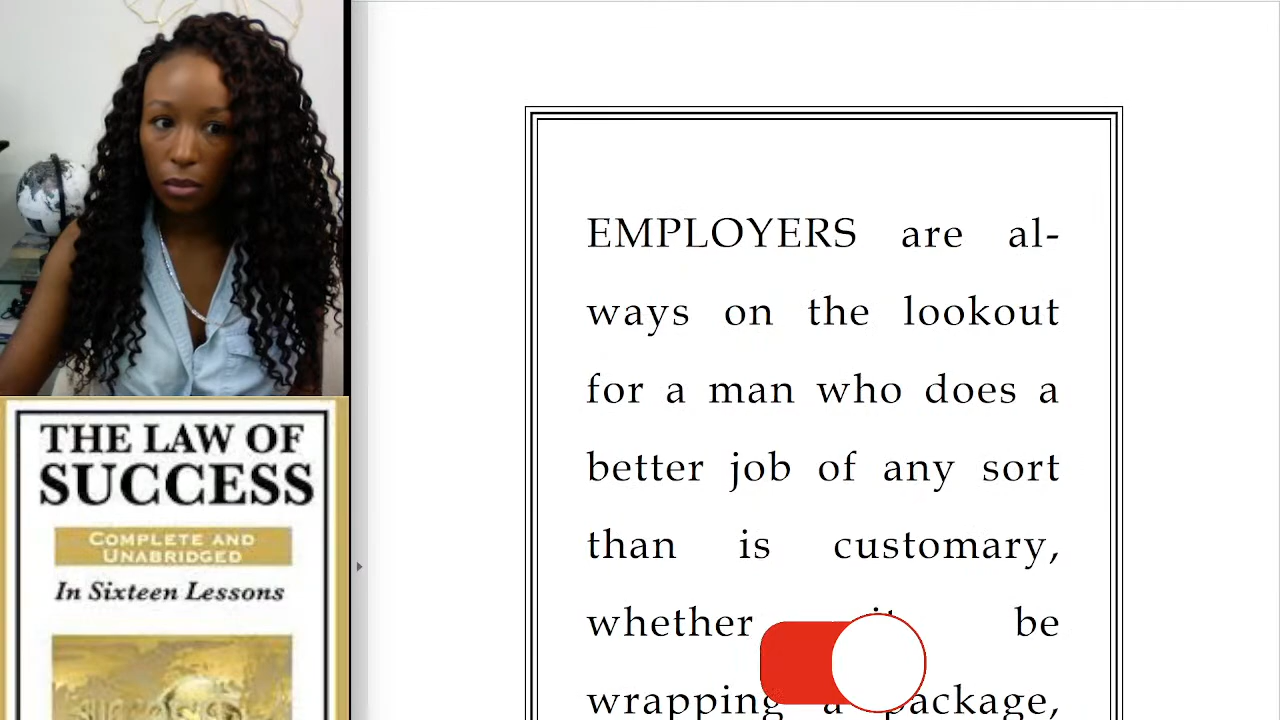 THE LAW OF
SUCCESS
COMPLETE AND
UNABRIDGED
In Sixteen Lessons
EMPLOYERS are al-
ways on the lookout
for a man who does a
better job of any sort
than is customary,
whether it be
wrapping a package,